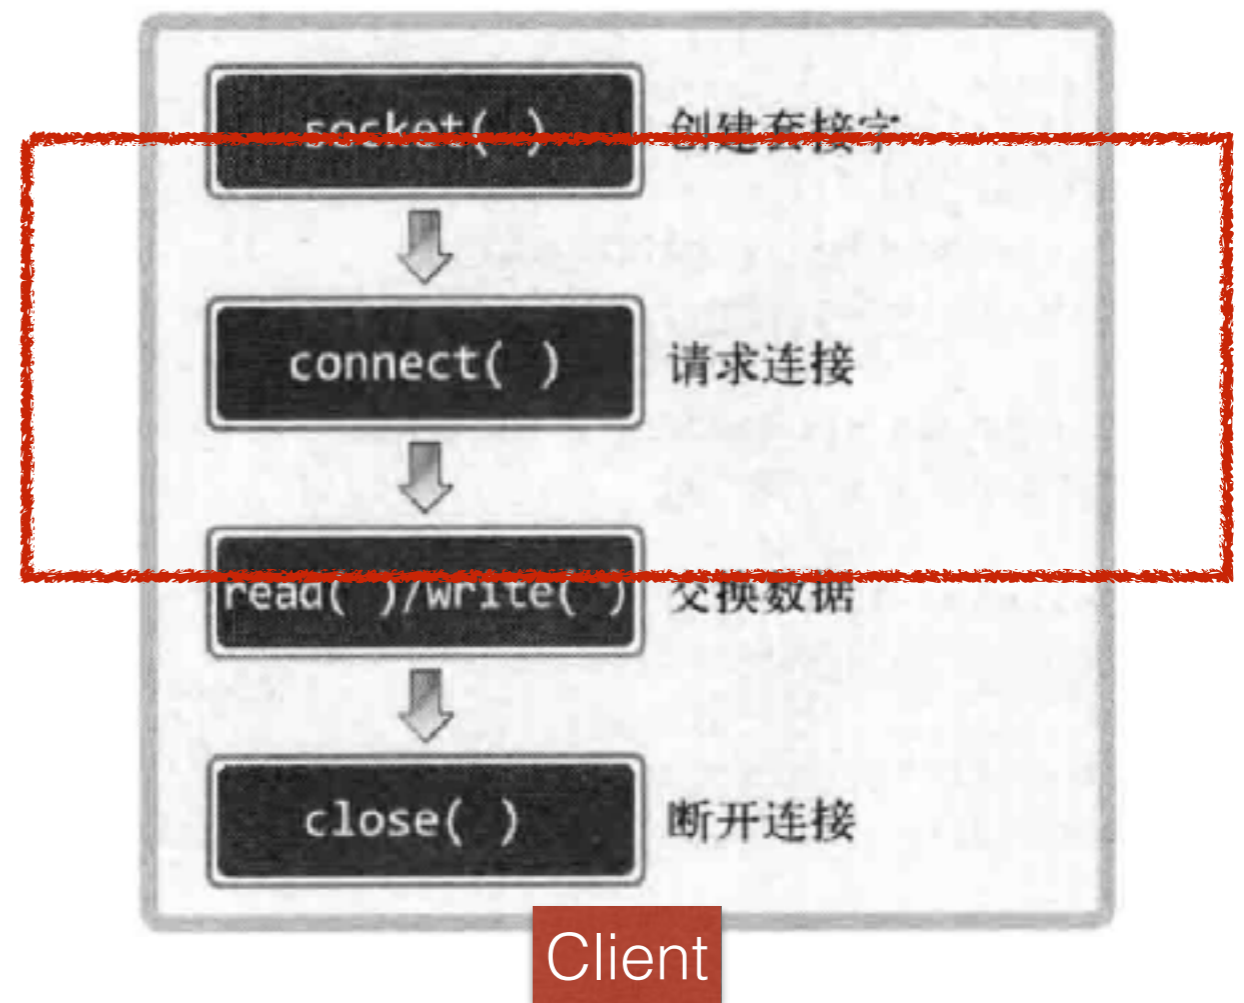 socket( )
创建套接字
connect( )
请求连接
read( )/write( )
交换数据
close( )
断开连接
Client